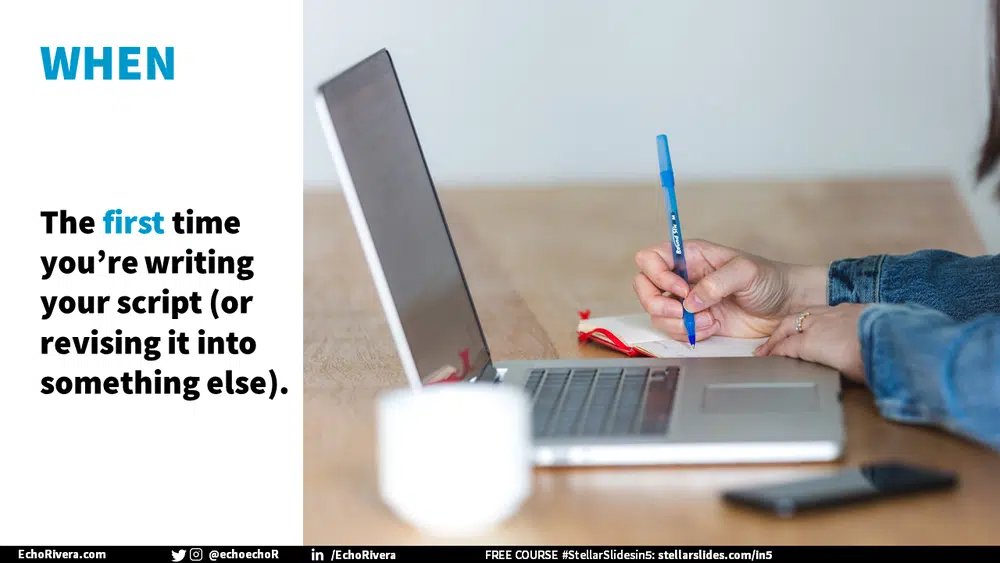 WHEN
The first time
you’re writing
your script (or
revising it into
something else).
EchoRivera.com @echoechoR /EchoRivera FREE COURSE #StellarSlidesin5: stellarslides.com/in5